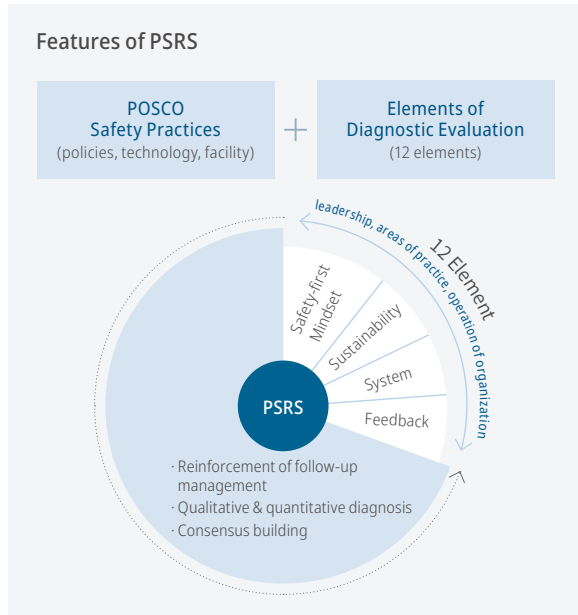 Features of PSRS
POSCO
Safety Practices
(policies, technology, facility)
+
Elements of
Diagnostic Evaluation
(12 elements)
leadership, areas of practice, operation of organization
12 Element
Safety-first
Mindset
Sustainability
System
Feedback
PSRS
· Reinforcement of follow-up
management
· Qualitative & quantitative diagnosis
· Consensus building